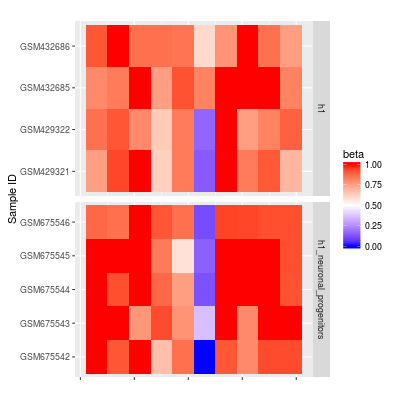 GSM432686
GSM432685
GSM429322
GSM429321
h1
GSM675546
GSM675545
GSM675544
GSM675543
GSM675542
h1_neuronal_progenitors
Sample ID
beta
1.00
0.75
0.50
0.25
0.00